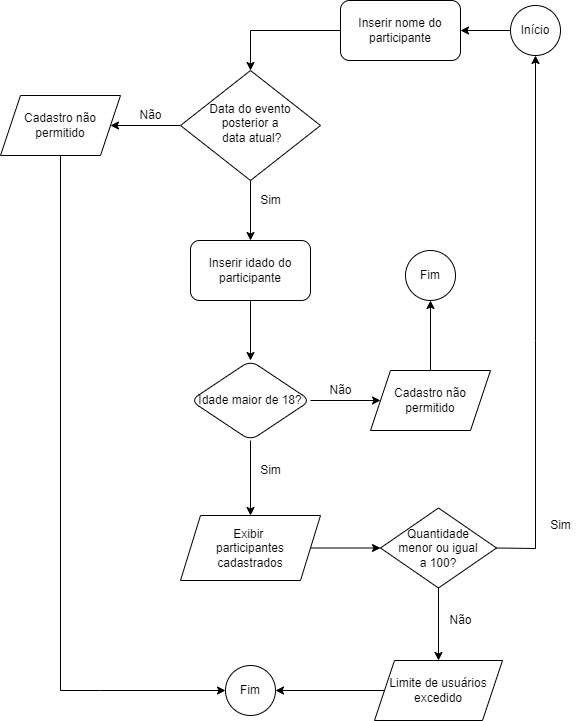 Inserir nome do
participante
Início
Data do evento
posterior a
data atual?
Não
Cadastro não
permitido
Sim
Inserir idado do
participante
Fim
Idade maior de 18?
Não
Cadastro não
permitido
Sim
Exibir
participantes
cadastrados
Quantidade
menor ou igual
a 100?
Sim
Não
Limite de usuários
excedido
Fim